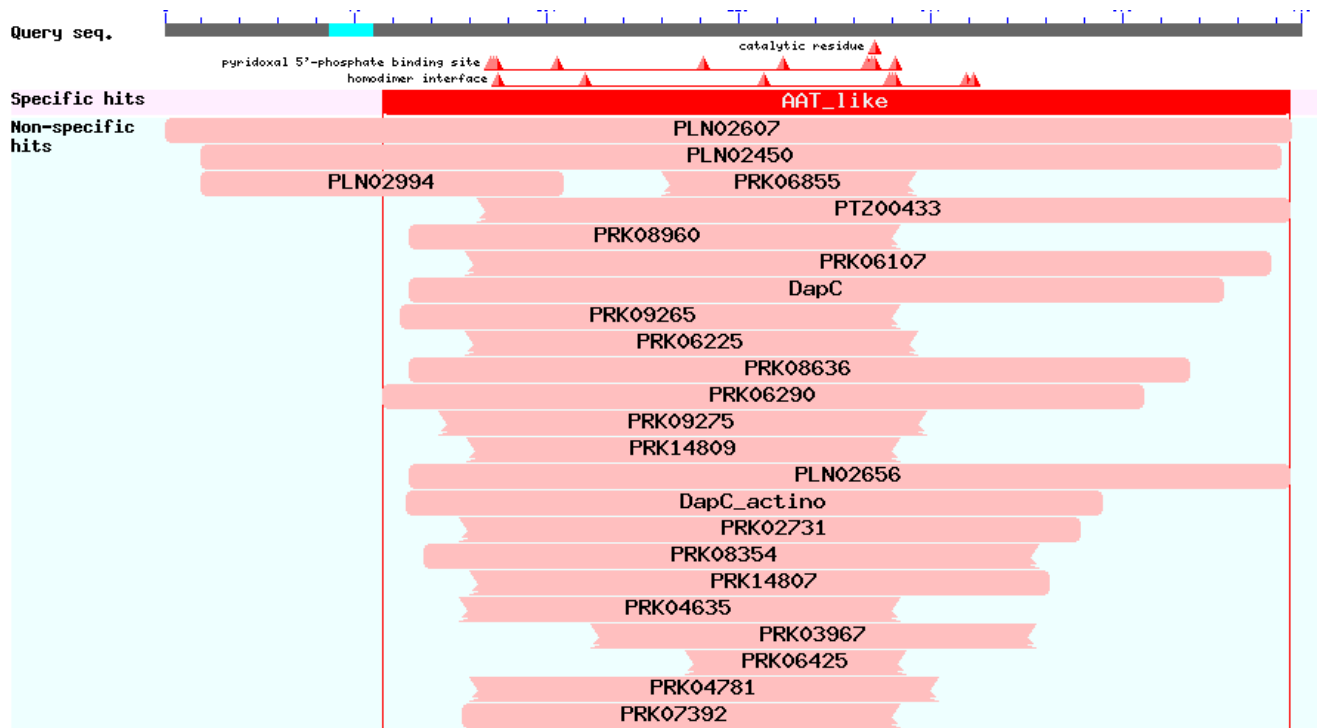 Query seq.
catalytic residue
pyridoxal 5'-phosphate binding site
homodimer interface
Specific hits
AAT_like
Non-specific
hits
PLN02607
PLN02450
PLN02994 PRK06855
PTZ00433
PRK08960
PRK06107
DapC
PRK09265
PRK06225
PRK08636
PRK06290
PRK09275
PRK14809
PLN02656
DapC_actino
PRK02731
PRK08354
PRK14807
PRK04635
PRK03967
PRK06425
PRK04781
PRK07392